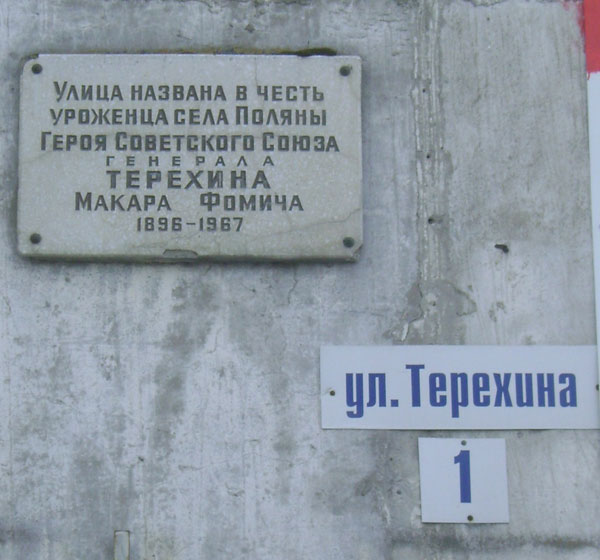 Улица названа в честь
уроженца села Поляны
Героя Советского Союза
генерала
ТЕРЕХИНА
Макара Фомича
1896-1967
ул. Терехина
1